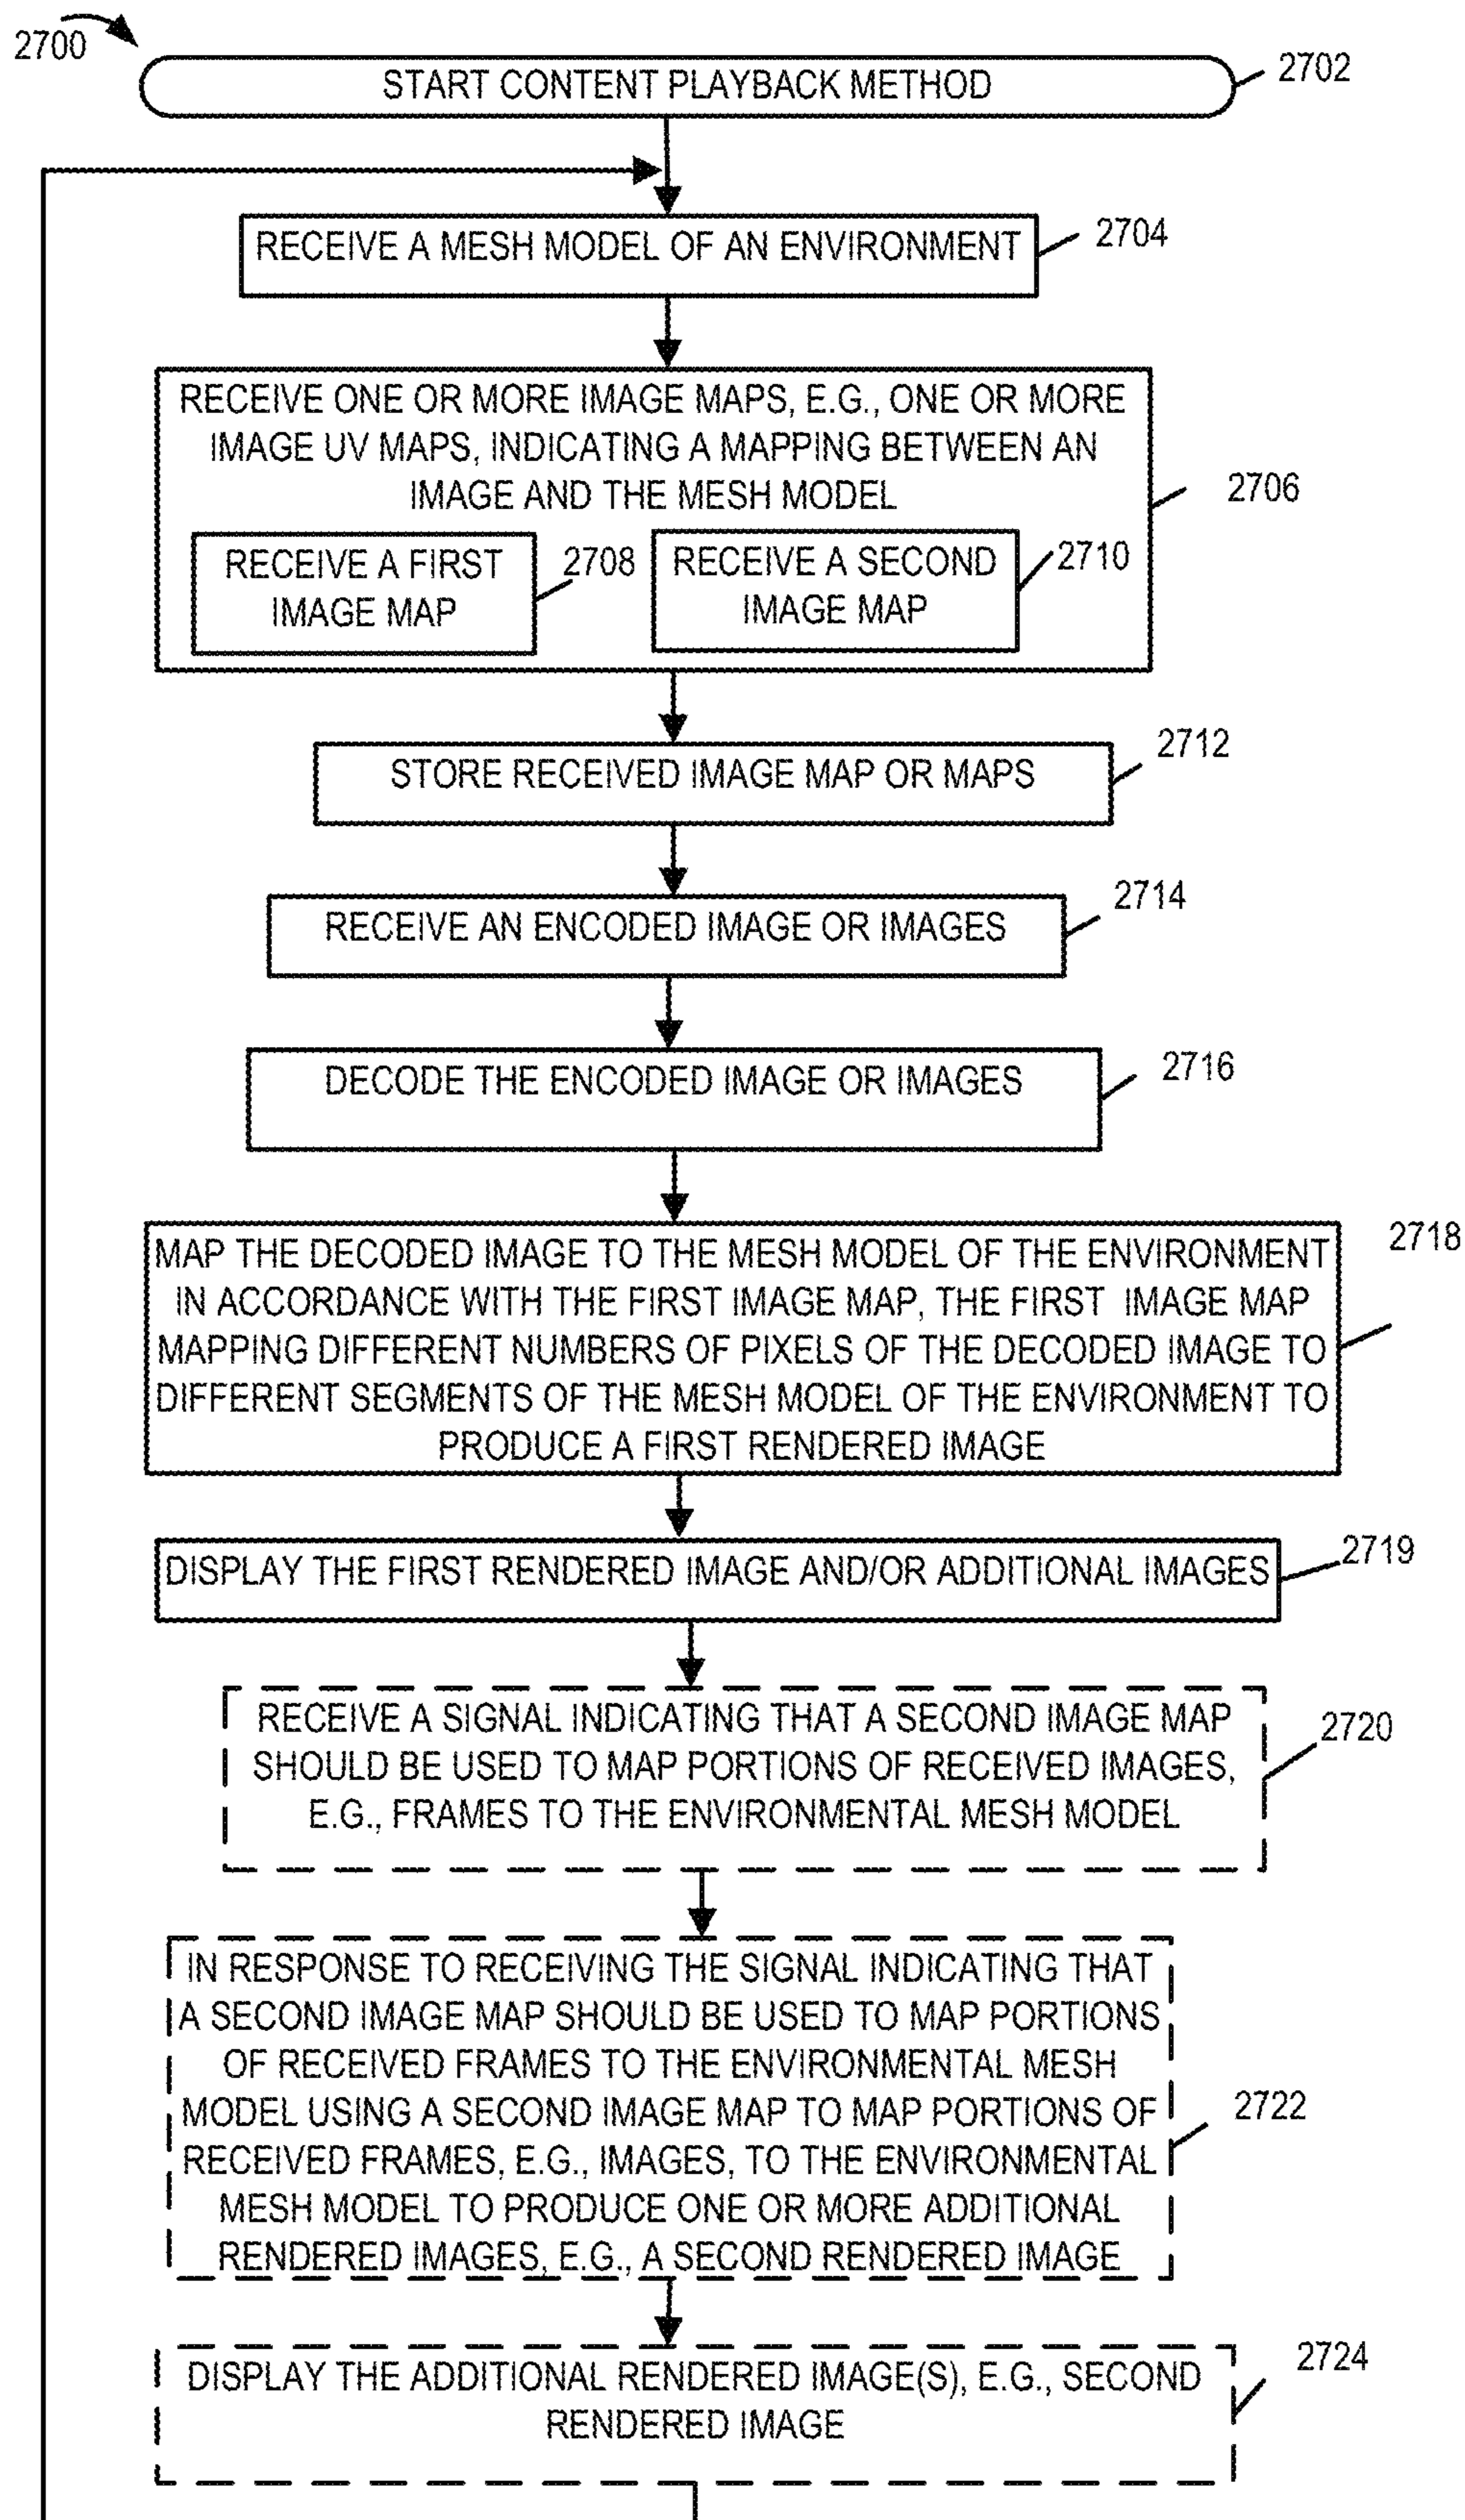 2700
START CONTENT PLAYBACK METHOD
2702
RECEIVE A MESH MODEL OF AN ENVIRONMENT
2704
RECEIVE ONE OR MORE IMAGE MAPS, E.G., ONE OR MORE
IMAGE UV MAPS, INDICATING A MAPPING BETWEEN AN
IMAGE AND THE MESH MODEL
2706
RECEIVE A FIRST
IMAGE MAP
2708
RECEIVE A SECOND
IMAGE MAP
2710
STORE RECEIVED IMAGE MAP OR MAPS
2712
RECEIVE AN ENCODED IMAGE OR IMAGES
2714
DECODE THE ENCODED IMAGE OR IMAGES
2716
MAP THE DECODED IMAGE TO THE MESH MODEL OF THE ENVIRONMENT
IN ACCORDANCE WITH THE FIRST IMAGE MAP, THE FIRST IMAGE MAP
MAPPING DIFFERENT NUMBERS OF PIXELS OF THE DECODED IMAGE TO
DIFFERENT SEGMENTS OF THE MESH MODEL OF THE ENVIRONMENT TO
PRODUCE A FIRST RENDERED IMAGE
2718
DISPLAY THE FIRST RENDERED IMAGE AND/OR ADDITIONAL IMAGES
2719
RECEIVE A SIGNAL INDICATING THAT A SECOND IMAGE MAP
SHOULD BE USED TO MAP PORTIONS OF RECEIVED IMAGES,
E.G., FRAMES TO THE ENVIRONMENTAL MESH MODEL
2720
IN RESPONSE TO RECEIVING THE SIGNAL INDICATING THAT
A SECOND IMAGE MAP SHOULD BE USED TO MAP PORTIONS
OF RECEIVED FRAMES TO THE ENVIRONMENTAL MESH
MODEL USING A SECOND IMAGE MAP TO MAP PORTIONS OF
RECEIVED FRAMES, E.G., IMAGES, TO THE ENVIRONMENTAL
MESH MODEL TO PRODUCE ONE OR MORE ADDITIONAL
RENDERED IMAGES, E.G., A SECOND RENDERED IMAGE
2722
DISPLAY THE ADDITIONAL RENDERED IMAGE(S), E.G., SECOND
RENDERED IMAGE
2724